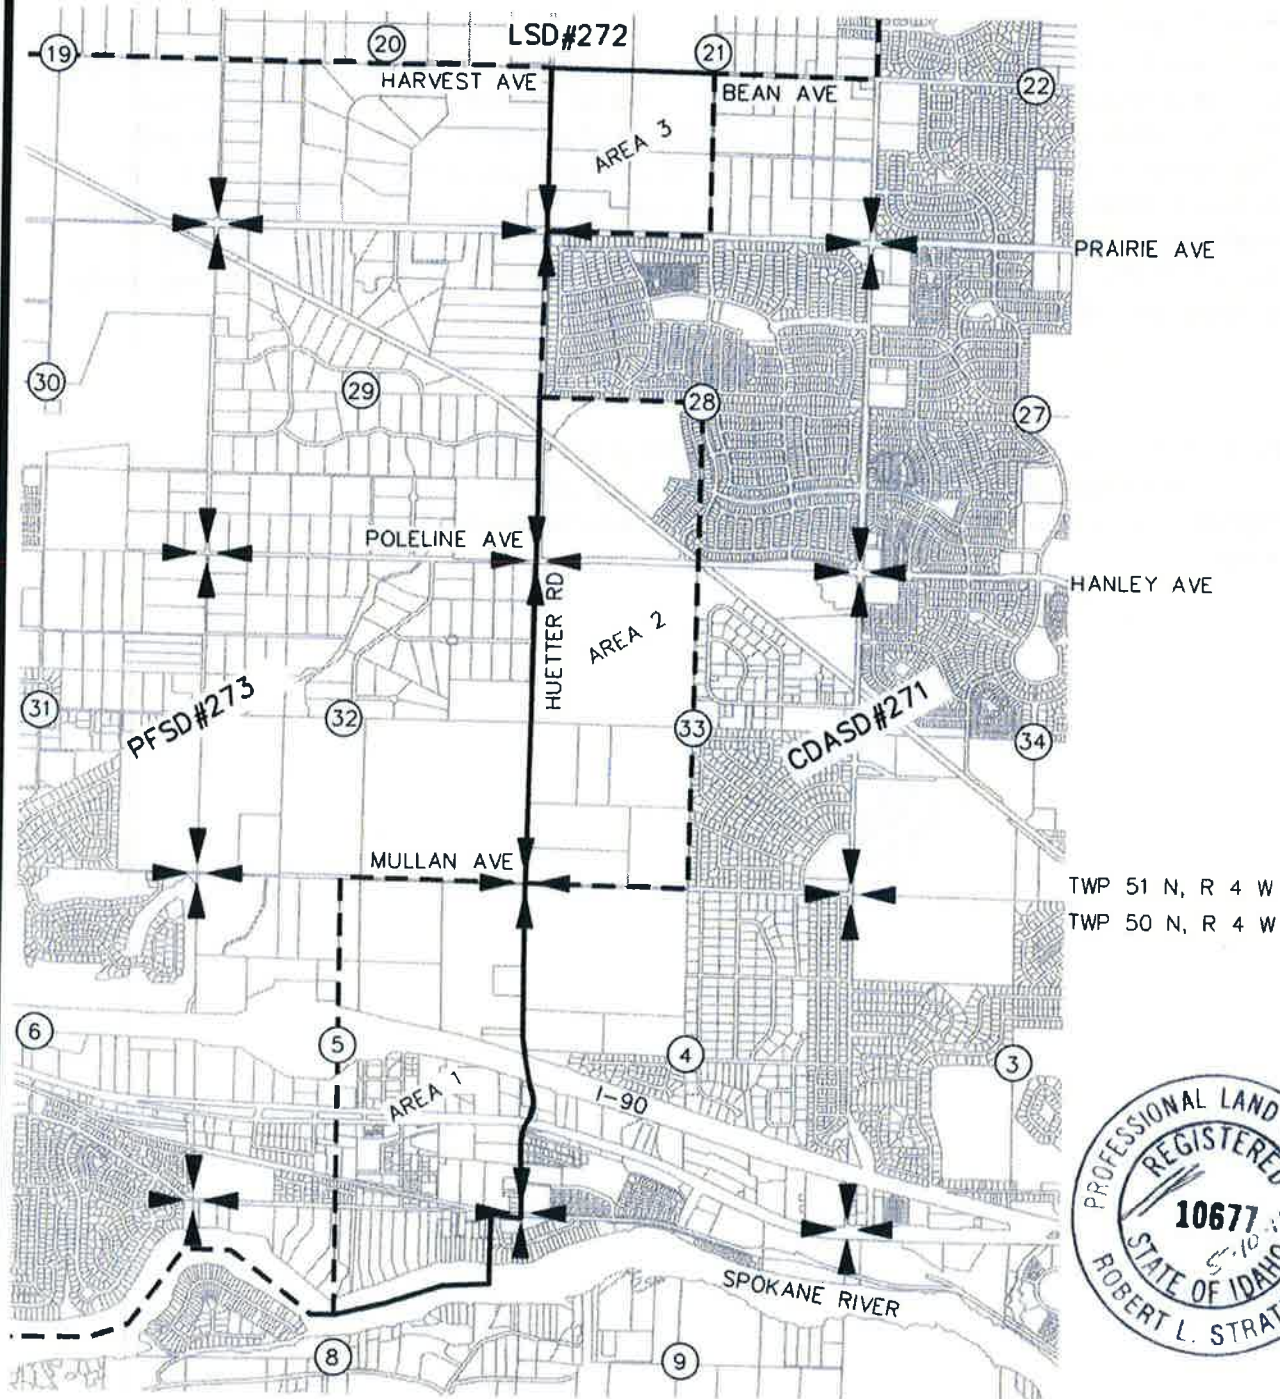 LSD#272
19
20
21
HARVEST AVE
BEAN AVE
22
AREA 3
PRAIRIE AVE
30
29
28
27
POLELINE AVE
HANLEY AVE
HUETTER RD
AREA 2
PFSD#273
31
32
33
CDASD#271
34
MULLAN AVE
TWP 51 N, R 4 W
TWP 50 N, R 4 W
6
5
4
3
AREA 1
I-90
SPOKANE RIVER
8
9
PROFESSIONAL LAND
REGISTERED
10677
STATE OF IDAHO
ROBERT L. STRAT